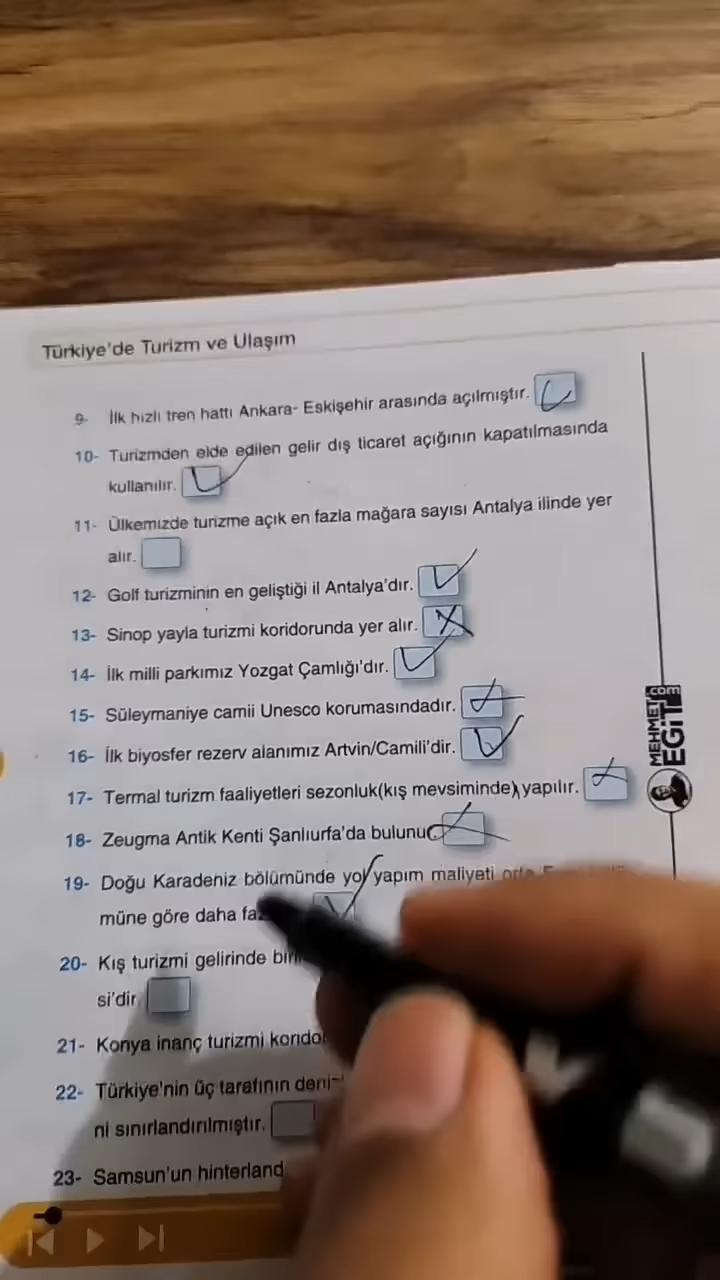 Türkiye'de Turizm ve Ulaşım
9- İlk hızlı tren hattı Ankara- Eskişehir arasında açılmıştır.
10- Turizmden elde edilen gelir dış ticaret açığının kapatılmasında
kullanılır.
11- Ülkemizde turizme açık en fazla mağara sayısı Antalya ilinde yer
alır.
12- Golf turizminin en geliştiği il Antalya'dır.
13- Sinop yayla turizmi koridorunda yer alır.
14- İlk milli parkımız Yozgat Çamlığı'dır.
15- Süleymaniye camii Unesco korumasındadır.
16- İlk biyosfer rezerv alanımız Artvin/Camili'dir.
17- Termal turizm faaliyetleri sezonluk(kış mevsiminde) yapılır.
18- Zeugma Antik Kenti Şanlıurfa'da bulunu
19- Doğu Karadeniz bölümünde yol yapım maliyeti
müne göre daha
20- Kış turizmi gelirinde
si'dir.
21- Konya inanç turizmi
22- Türkiye'nin üç tarafının
ni sınırlandırılmıştır.
23- Samsun'un
MEHMET
EGİT
.com